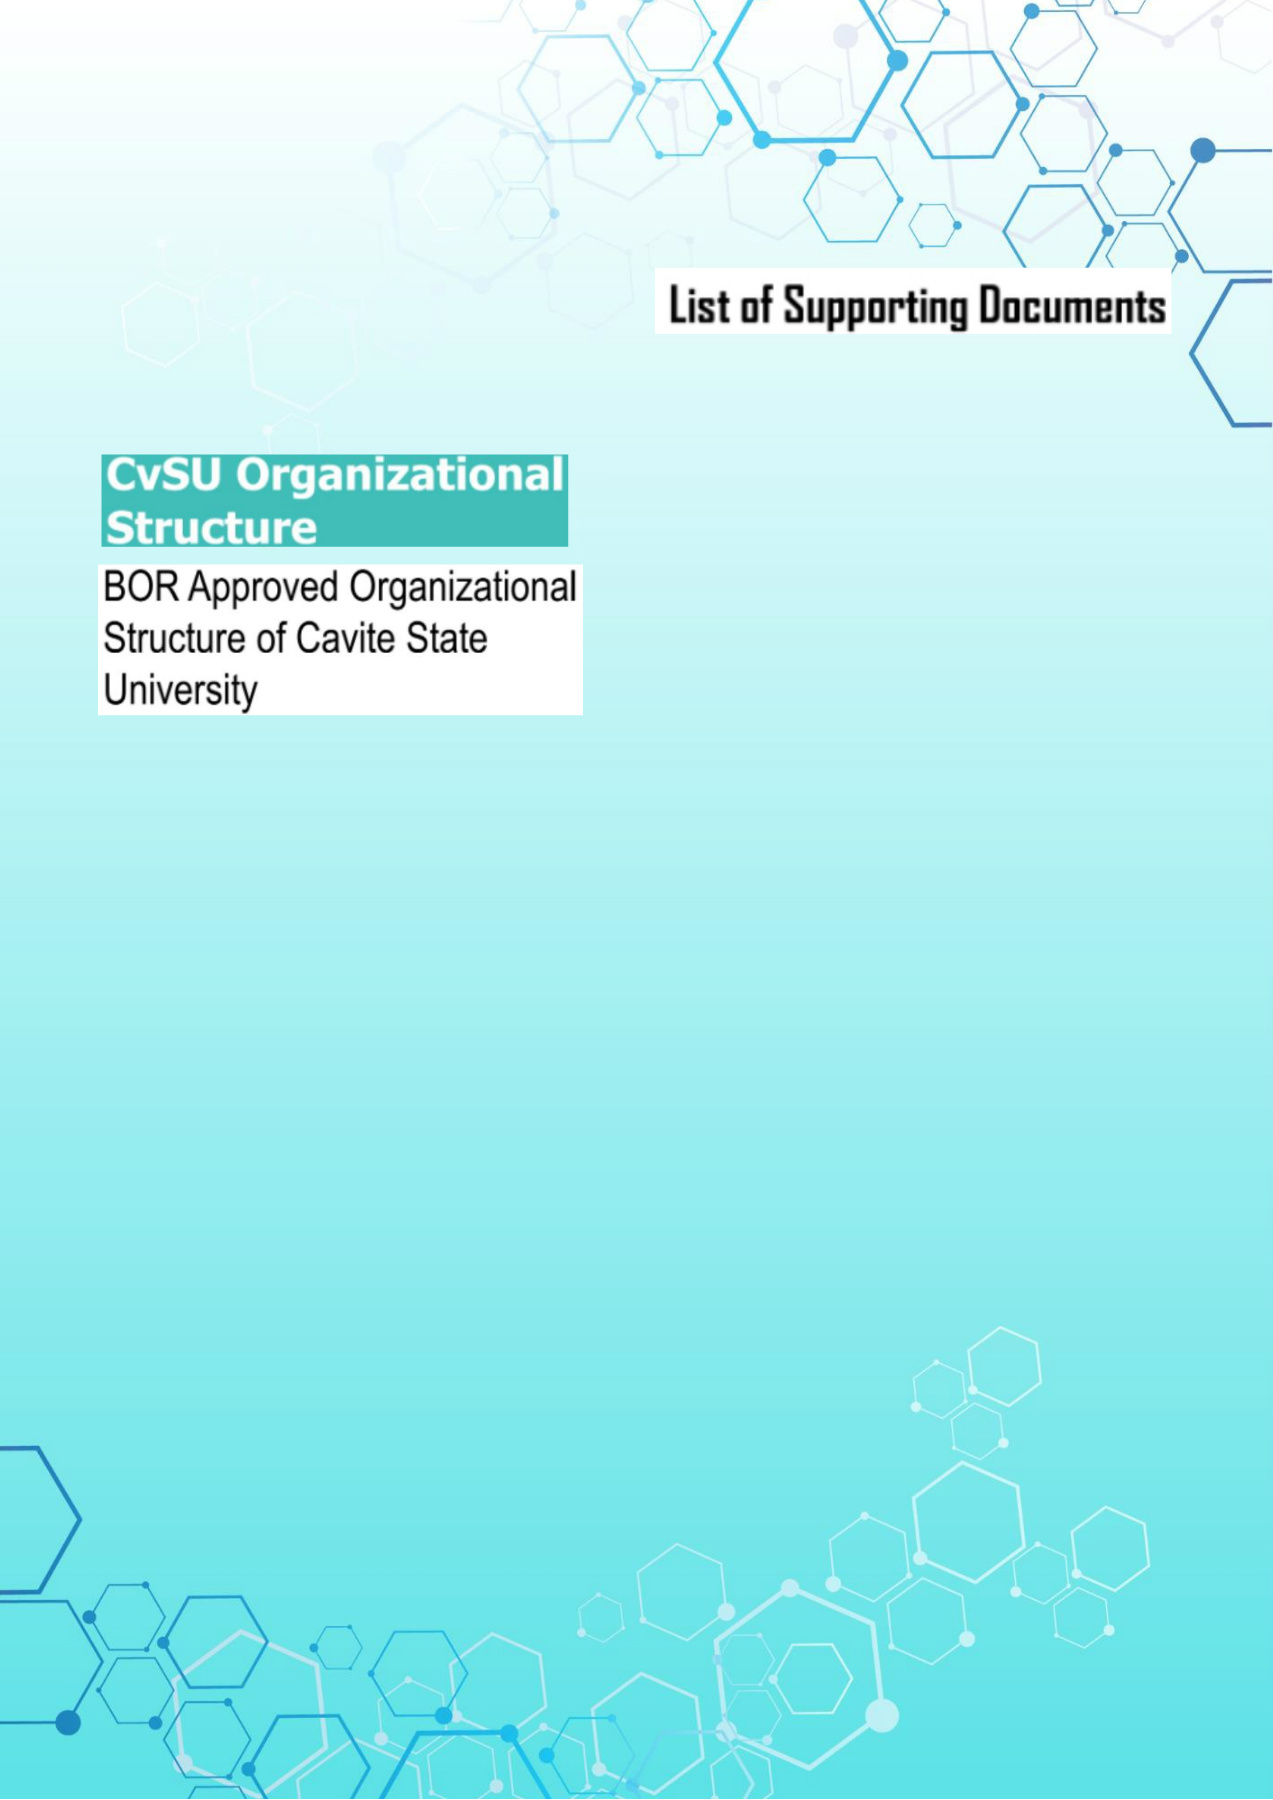 List of Supporting Documents
CvSU Organizational
Structure
BOR Approved Organizational
Structure of Cavite State
University